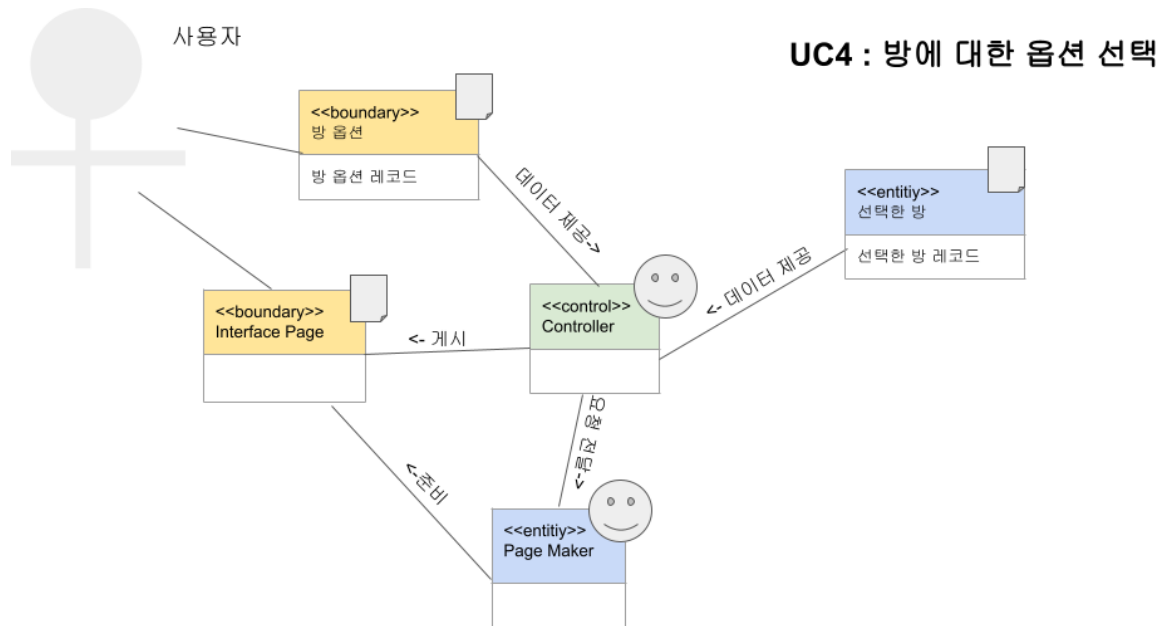 사용자
UC4 : 방에 대한 옵션 선택
<<boundary>>
방 옵션
방 옵션 레코드
데이터 제공->
<<entitiy>>
선택한 방
선택한 방 레코드
<- 데이터 제공
<<boundary>>
Interface Page
<- 게시
<<control>>
Controller
요청 전달->
<-준비
<<entitiy>>
Page Maker